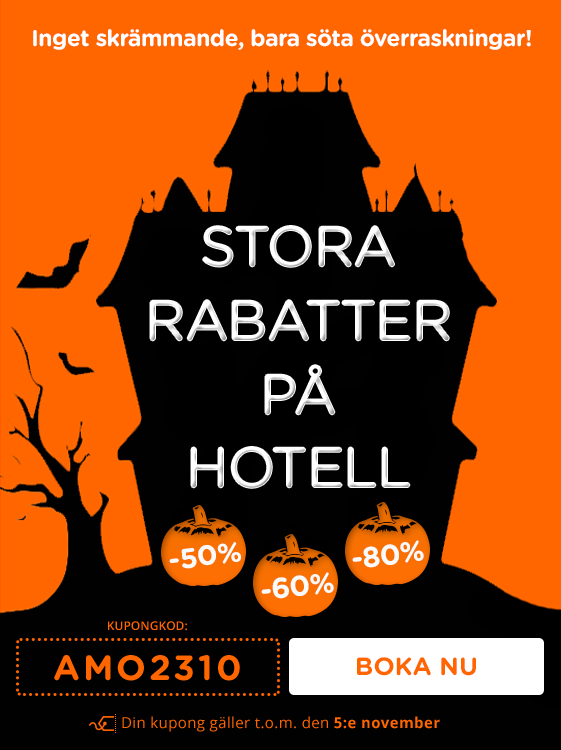 Inget skrämmande, bara söta överraskningar!
STORA
RABATTER
PÅ
HOTELL
-50%
-60%
-80%
KUPONGKOD:
AMO2310
BOKA NU
Din kupong gäller t.o.m. den 5:e november